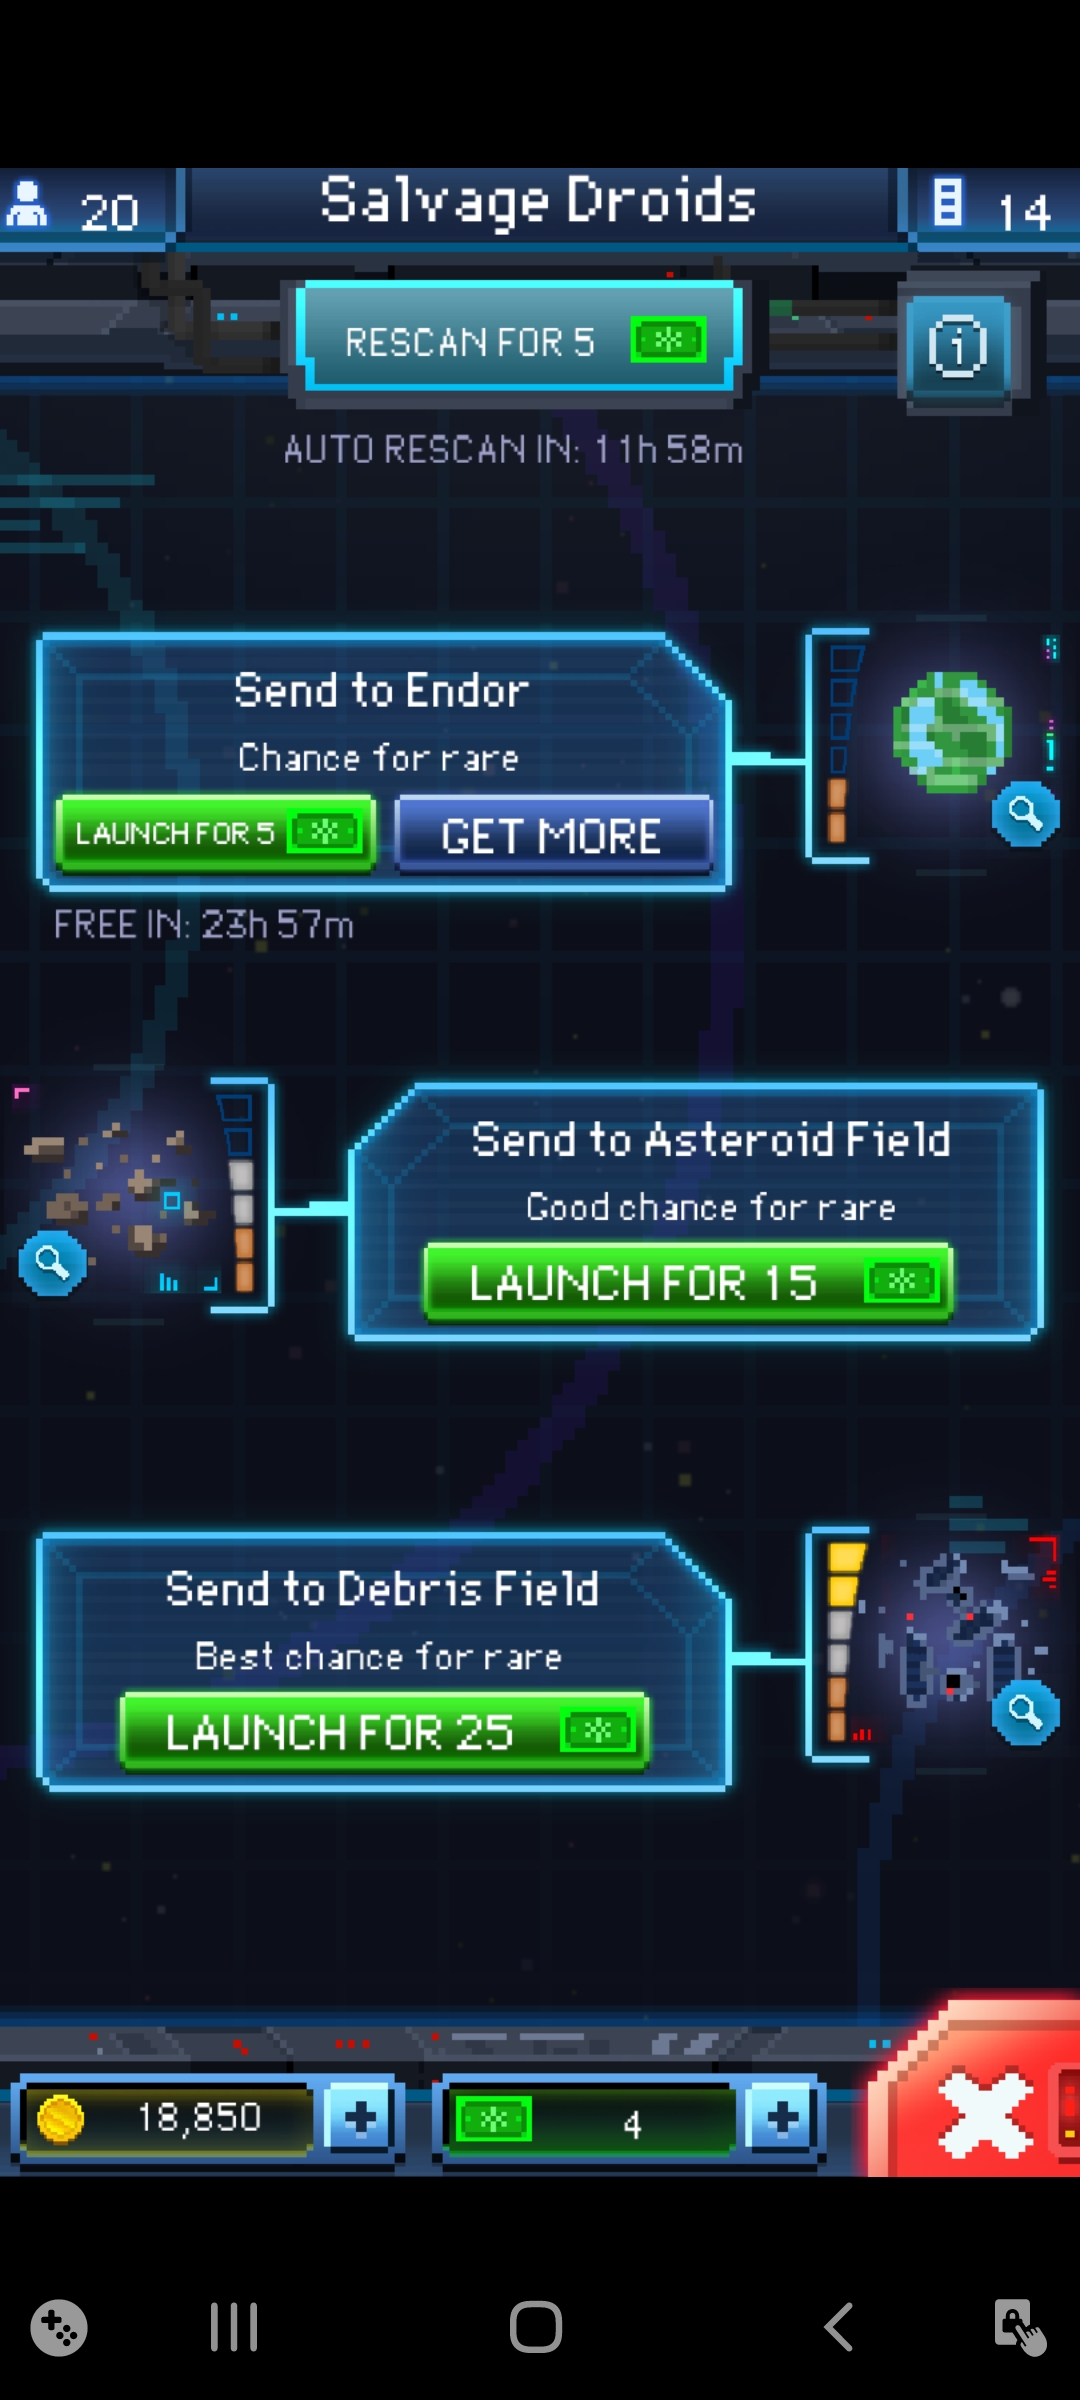 20
Salvage Droids
14
RESCAN FOR 5
AUTO RESCAN IN: 11h 58m
Send to Endor
Chance for rare
LAUNCH FOR 5
GET MORE
FREE IN: 23h 57m
Send to Asteroid Field
Good chance for rare
LAUNCH FOR 15
Send to Debris Field
Best chance for rare
LAUNCH FOR 25
18,850
4